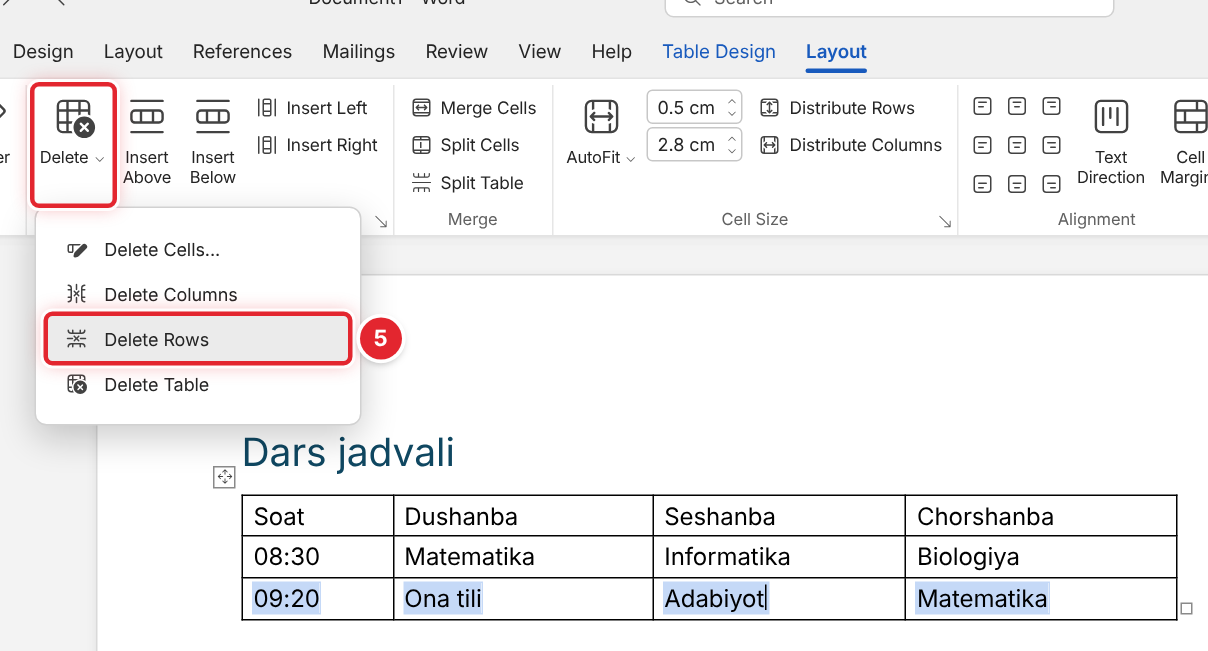 Design Layout References Mailings Review View Help Table Design Layout
Delete
Insert Above
Insert Below
Insert Left
Insert Right
Merge Cells
Split Cells
Split Table
Merge
AutoFit
0.5 cm
2.8 cm
Distribute Rows
Distribute Columns
Cell Size
Text Direction
Cell
Alignment
Delete Cells...
Delete Columns
Delete Rows
5
Delete Table
Dars jadvali
Soat Dushanba Seshanba Chorshanba
08:30 Matematika Informatika Biologiya
09:20 Ona tili Adabiyot Matematika